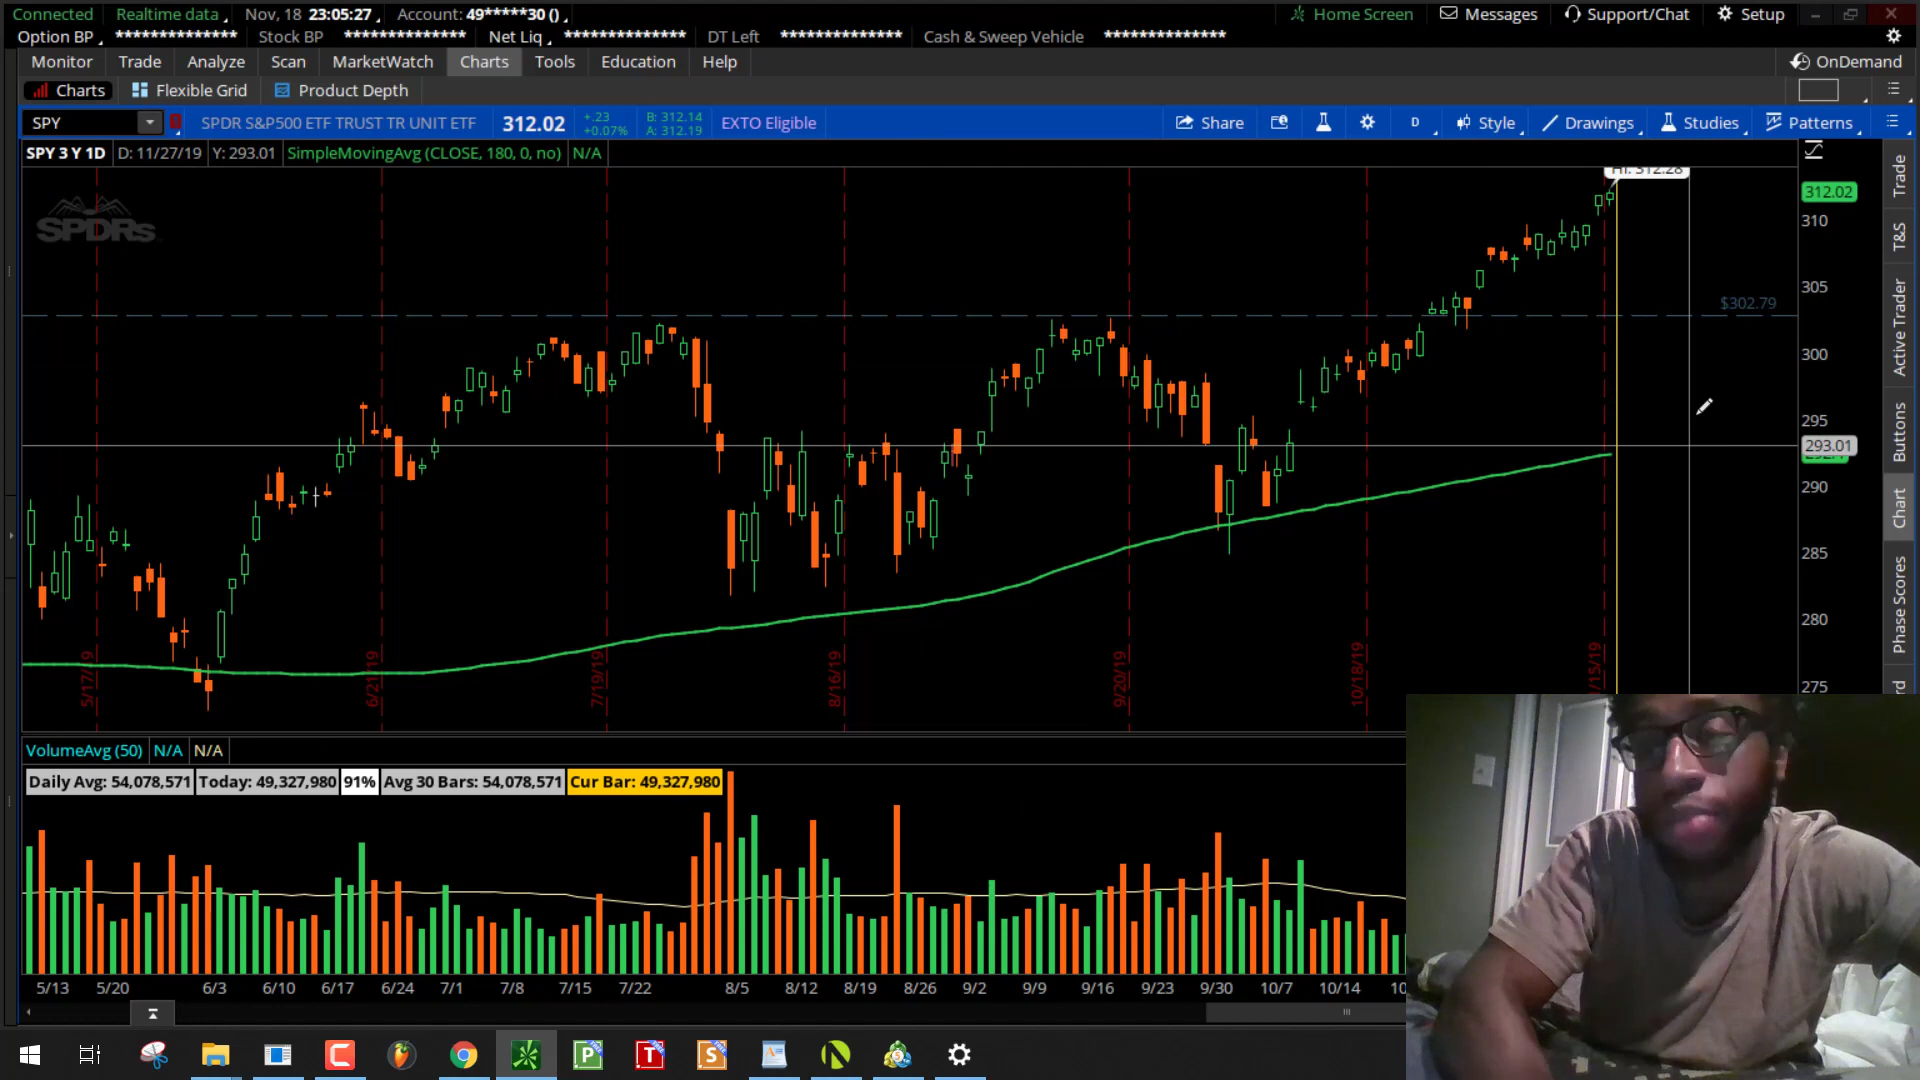 Connected Realtime data Nov, 18 23:05:27 Account: 49*****30 () Home Screen Messages Support/Chat Setup
Option BP ************** Stock BP ************** Net Liq ************** DT Left ************** Cash & Sweep Vehicle **************
Monitor Trade Analyze Scan MarketWatch Charts Tools Education Help OnDemand
Charts Flexible Grid Product Depth
SPY SPDR S&P500 ETF TRUST TR UNIT ETF 312.02 +.23 +0.07% B: 312.14 A: 312.19 EXTO Eligible Share D Style Drawings Studies Patterns
SPY 3 Y 1D D: 11/27/19 Y: 293.01 SimpleMovingAvg (CLOSE, 180, 0, no) N/A
Hi: 312.28
SPDRs
312.02
310
305
$302.79
300
295
293.01
290
285
280
275
5/17/19 6/21/19 7/19/19 8/16/19 9/20/19 10/18/19 /15/19
Trade
T&S
Active Trader
Buttons
Chart
Phase Scores
VolumeAvg (50) N/A N/A
Daily Avg: 54,078,571 Today: 49,327,980 91% Avg 30 Bars: 54,078,571 Cur Bar: 49,327,980
5/13 5/20 6/3 6/10 6/17 6/24 7/1 7/8 7/15 7/22 8/5 8/12 8/19 8/26 9/2 9/9 9/16 9/23 9/30 10/7 10/14 10
P T S